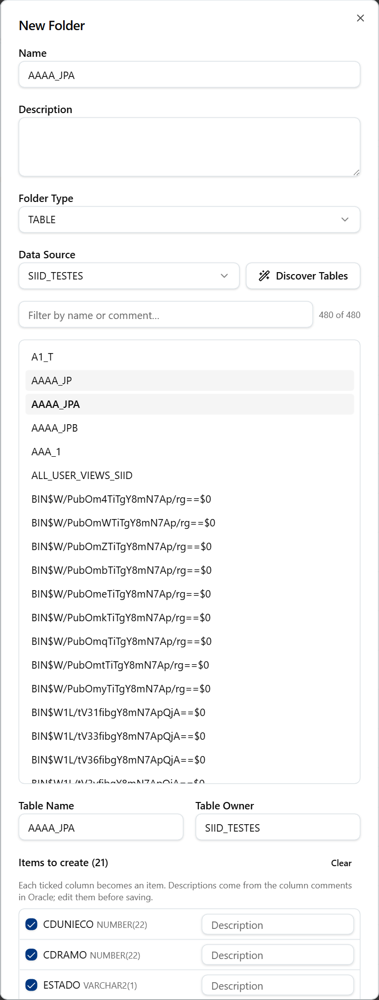 New Folder
Name
AAAA_JPA
Description
Folder Type
TABLE
Data Source
SIID_TESTES
Discover Tables
Filter by name or comment...
480 of 480
A1_T
AAAA_JP
AAAA_JPA
AAAA_JPB
AAA_1
ALL_USER_VIEWS_SIID
BIN$W/PubOm4TiTgY8mN7Ap/rg==$0
BIN$W/PubOmWTiTgY8mN7Ap/rg==$0
BIN$W/PubOmZTiTgY8mN7Ap/rg==$0
BIN$W/PubOmbTiTgY8mN7Ap/rg==$0
BIN$W/PubOmeTiTgY8mN7Ap/rg==$0
BIN$W/PubOmkTiTgY8mN7Ap/rg==$0
BIN$W/PubOmqTiTgY8mN7Ap/rg==$0
BIN$W/PubOmtTiTgY8mN7Ap/rg==$0
BIN$W/PubOmyTiTgY8mN7Ap/rg==$0
BIN$W1L/tV31fibgY8mN7ApQjA==$0
BIN$W1L/tV33fibgY8mN7ApQjA==$0
BIN$W1L/tV36fibgY8mN7ApQjA==$0
Table Name
Table Owner
AAAA_JPA
SIID_TESTES
Items to create (21)
Clear
Each ticked column becomes an item. Descriptions come from the column comments
in Oracle; edit them before saving.
CDUNIECO NUMBER(22)
Description
CDRAMO NUMBER(22)
Description
ESTADO VARCHAR2(1)
Description